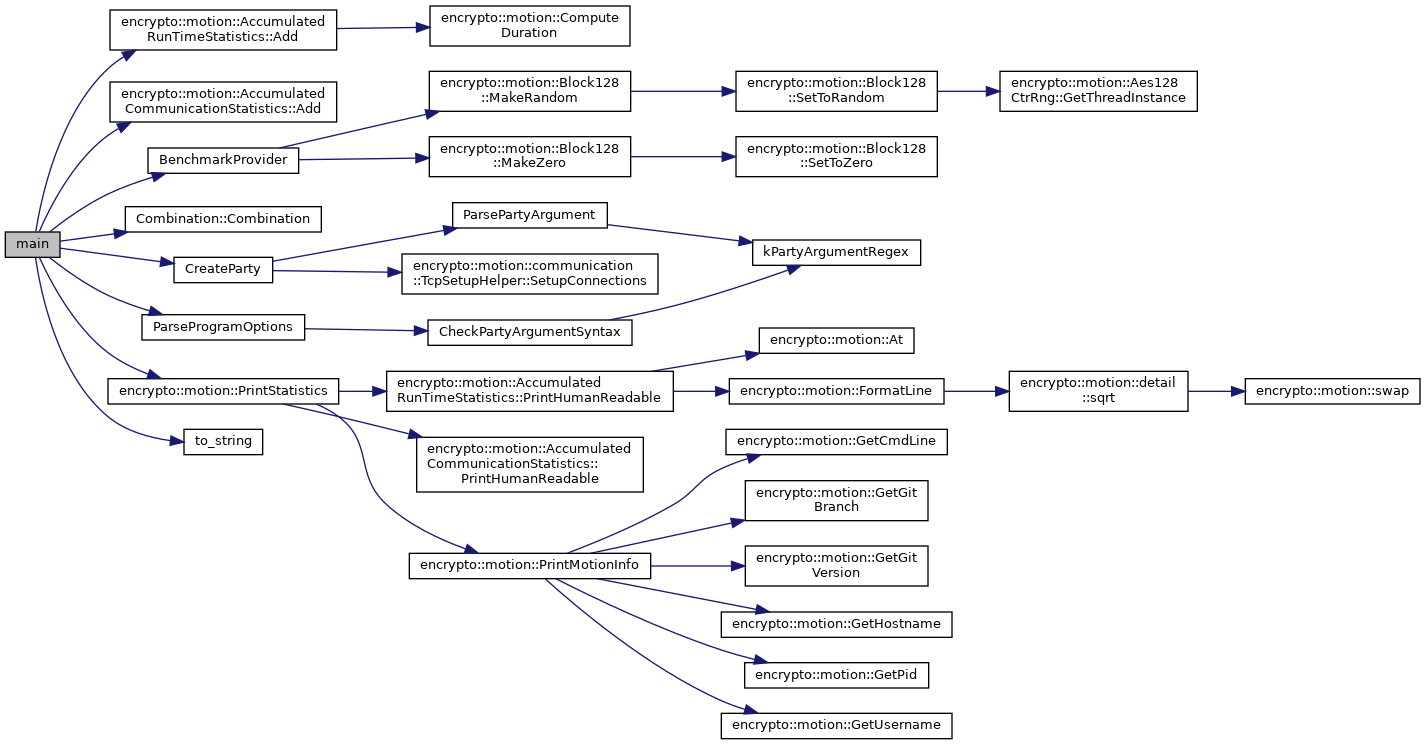 main
encrypto::motion::Accumulated
RunTimeStatistics::Add
encrypto::motion::Compute
Duration
encrypto::motion::Accumulated
CommunicationStatistics::Add
BenchmarkProvider
encrypto::motion::Block128
::MakeRandom
encrypto::motion::Block128
::SetToRandom
encrypto::motion::Aes128
CtrRng::GetThreadInstance
encrypto::motion::Block128
::MakeZero
encrypto::motion::Block128
::SetToZero
Combination::Combination
CreateParty
ParsePartyArgument
kPartyArgumentRegex
encrypto::motion::communication
::TcpSetupHelper::SetupConnections
ParseProgramOptions
CheckPartyArgumentSyntax
encrypto::motion::PrintStatistics
encrypto::motion::Accumulated
RunTimeStatistics::PrintHumanReadable
encrypto::motion::At
encrypto::motion::FormatLine
encrypto::motion::detail
::sqrt
encrypto::motion::swap
encrypto::motion::Accumulated
CommunicationStatistics::
PrintHumanReadable
to_string
encrypto::motion::PrintMotionInfo
encrypto::motion::GetCmdLine
encrypto::motion::GetGit
Branch
encrypto::motion::GetGit
Version
encrypto::motion::GetHostname
encrypto::motion::GetPid
encrypto::motion::GetUsername